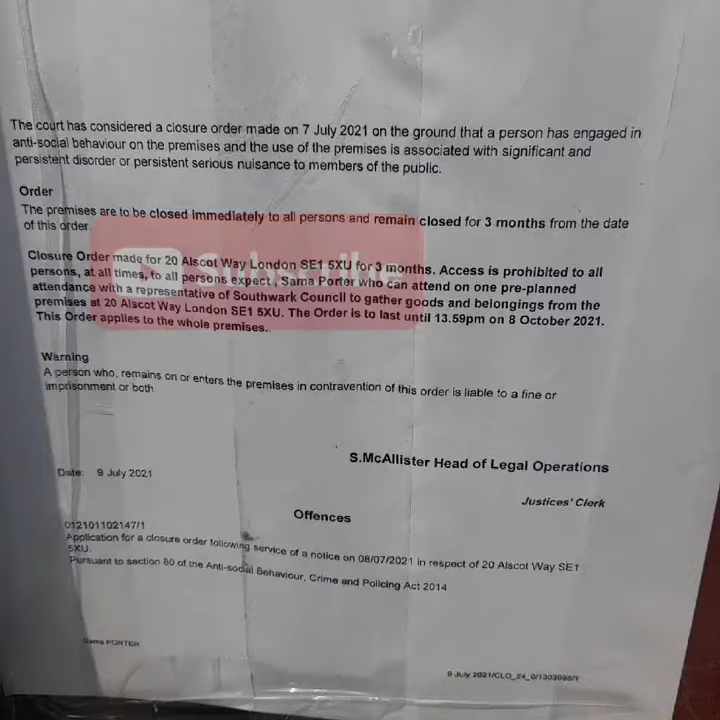 The court has considered a closure order made on 7 July 2021 on the ground that a person has engaged in
anti-social behaviour on the premises and the use of the premises is associated with significant and
persistent disorder or persistent serious nuisance to members of the public.
Order
The premises are to be closed immediately to all persons and remain closed for 3 months from the date
of this order.
Subscribe
Closure Order made for 20 Alscot Way London SE1 5XU for 3 months. Access is prohibited to all
persons, at all times, to all persons expect , Sama Porter who can attend on one pre-planned
attendance with a representative of Southwark Council to gather goods and belongings from the
premises at 20 Alscot Way London SE1 5XU. The Order is to last until 13.59pm on 8 October 2021.
This Order applies to the whole premises..
Warning
A person who, remains on or enters the premises in contravention of this order is liable to a fine or
imprisonment or both
S.McAllister Head of Legal Operations
Date: 9 July 2021
Justices' Clerk
Offences
012101102147/1
Application for a closure order following service of a notice on 08/07/2021 in respect of 20 Alscot Way SE1
5XU.
Pursuant to section 80 of the Anti-social Behaviour, Crime and Policing Act 2014
Sama PORTER
9 July 2021/CLO_24_0/1303098/1